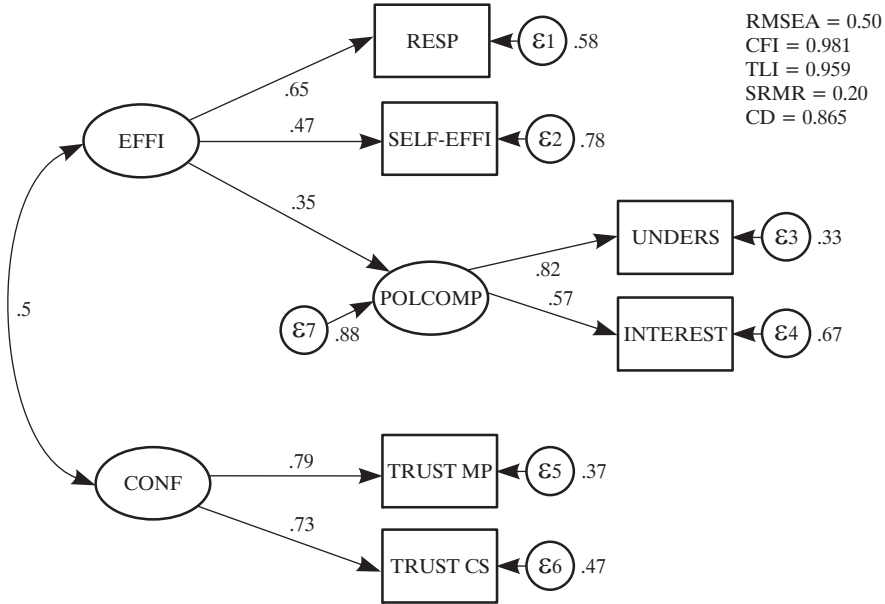 RMSEA = 0.50
CFI = 0.981
TLI = 0.959
SRMR = 0.20
CD = 0.865
RESP
ε1 .58
.65
.47
EFFI
SELF-EFFI
ε2 .78
.35
UNDERS
ε3 .33
.82
POLCOMP
.57
.5
ε7 .88
INTEREST
ε4 .67
.79
TRUST MP
ε5 .37
CONF
.73
TRUST CS
ε6 .47